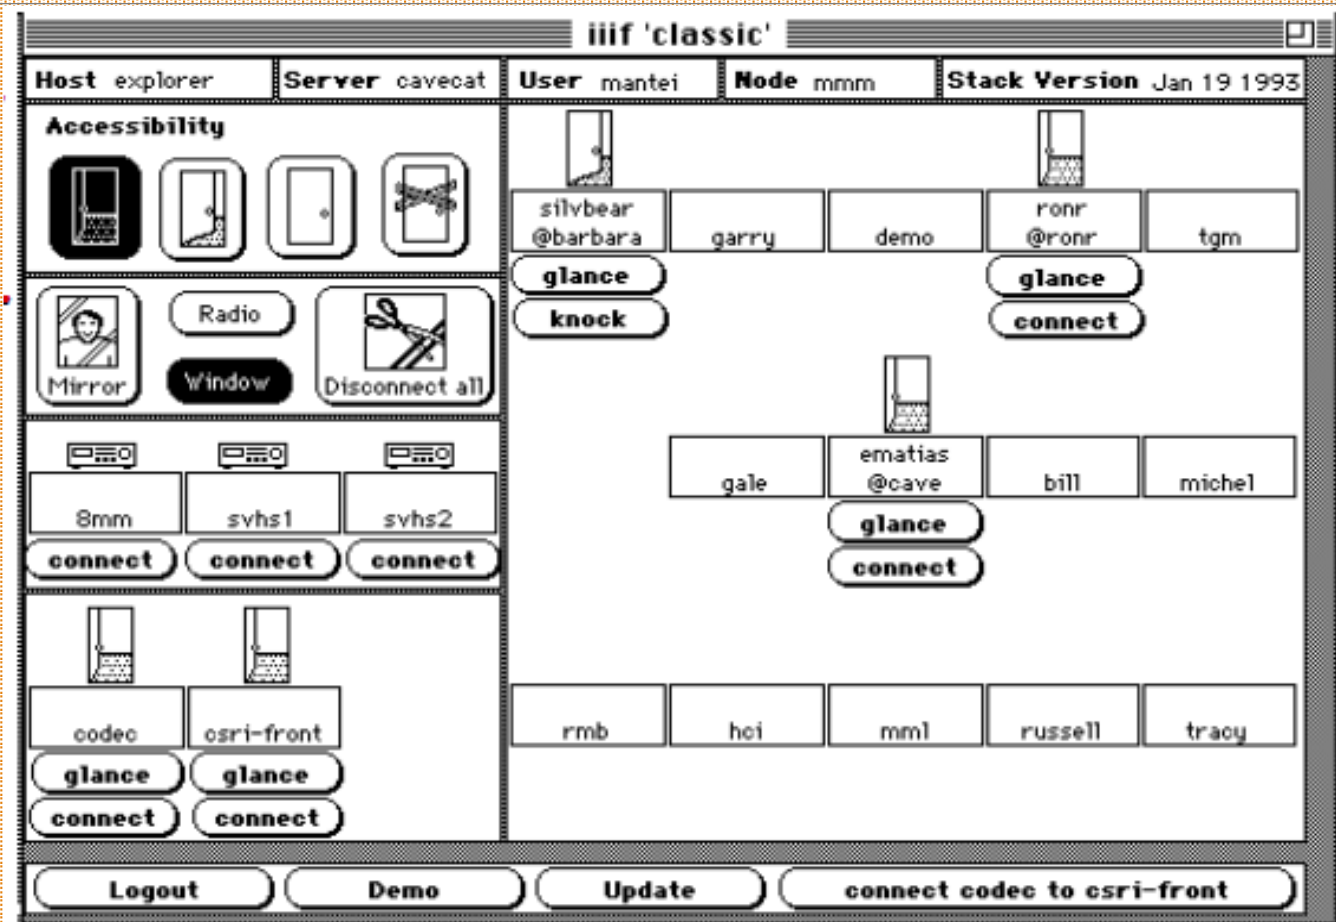 iiif 'classic'
Host explorer
Server cavecat
User mantei
Node mmm
Stack Version Jan 19 1993
Accessibility
Mirror
Radio
Window
Disconnect all
8mm
svhs1
svhs2
connect
connect
connect
codec
csri-front
glance
glance
connect
connect
silvbear
@barbara
garry
demo
ronr
@ronr
tgm
glance
knock
glance
connect
gale
ematias
@cave
bill
michel
glance
connect
rmb
hci
mml
russell
tracy
Logout
Demo
Update
connect codec to csri-front